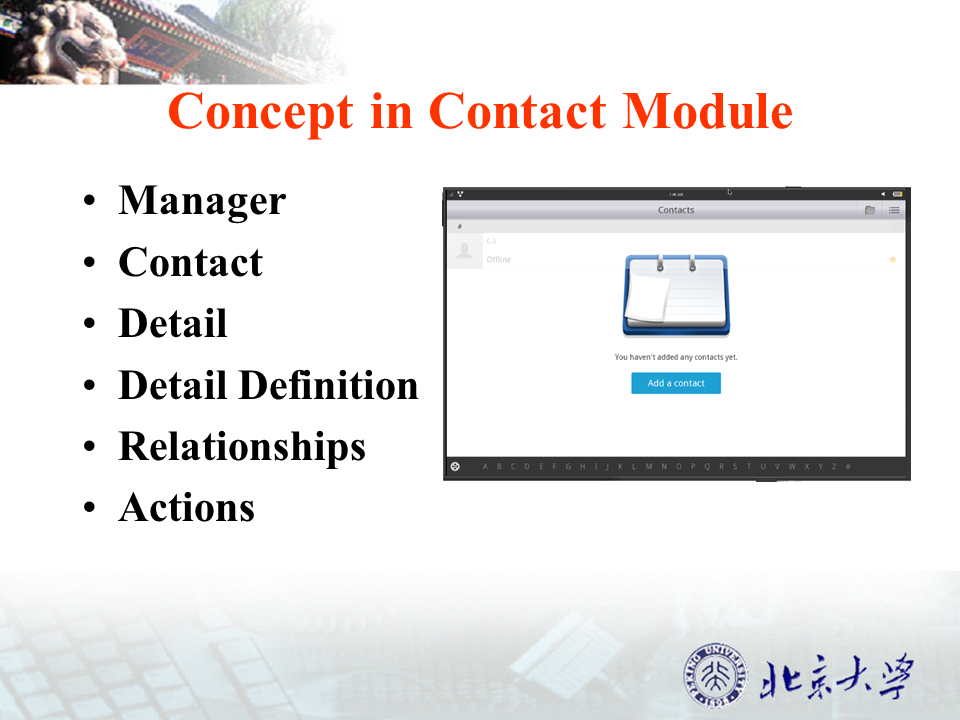 Concept in Contact Module
• Manager
• Contact
• Detail
• Detail Definition
• Relationships
• Actions
1:48 AM
Contacts
#
(..)
Offline
You haven't added any contacts yet.
Add a contact
A B C D E F G H I J K L M N O P Q R S T U V W X Y Z #
PEKING UNIVERSITY
1898
北京大学